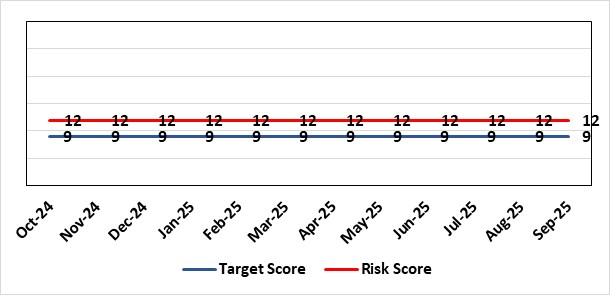 12 12 12 12 12 12 12 12 12 12 12 12
9 9 9 9 9 9 9 9 9 9 9 9
Oct-24 Nov-24 Dec-24 Jan-25 Feb-25 Mar-25 Apr-25 May-25 Jun-25 Jul-25 Aug-25 Sep-25
Target Score Risk Score